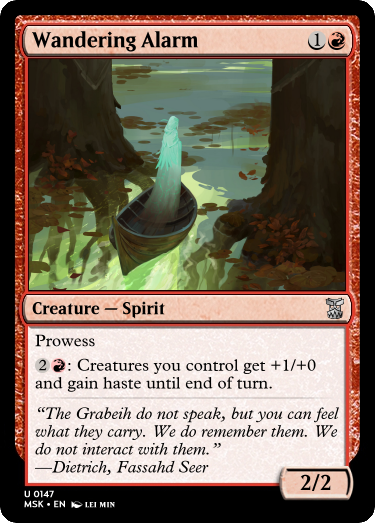 Wandering Alarm 1
Creature — Spirit
Prowess
2 : Creatures you control get +1/+0
and gain haste until end of turn.
“The Grabeih do not speak, but you can feel
what they carry. We do remember them. We
do not interact with them.”
—Dietrich, Fassahd Seer
2/2
U 0147
MSK • EN LEI MIN